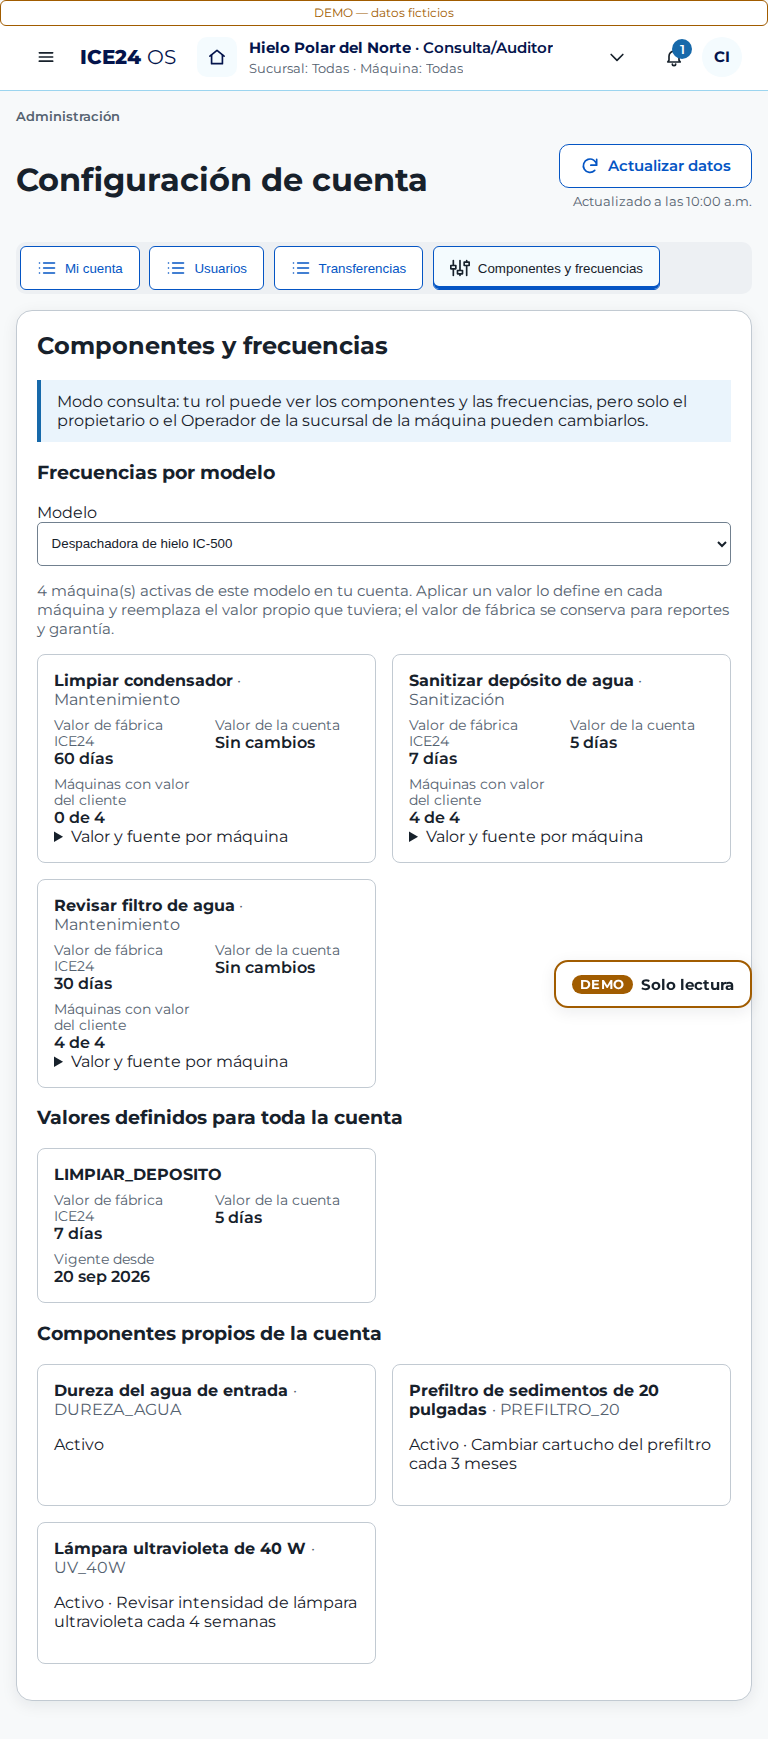 DEMO — datos ficticios
ICE24 OS
Hielo Polar del Norte · Consulta/Auditor
Sucursal: Todas · Máquina: Todas
1
CI
Administración
Configuración de cuenta
Actualizar datos
Actualizado a las 10:00 a.m.
Mi cuenta
Usuarios
Transferencias
Componentes y frecuencias
Componentes y frecuencias
Modo consulta: tu rol puede ver los componentes y las frecuencias, pero solo el
propietario o el Operador de la sucursal de la máquina pueden cambiarlos.
Frecuencias por modelo
Modelo
Despachadora de hielo IC-500
4 máquina(s) activas de este modelo en tu cuenta. Aplicar un valor lo define en cada
máquina y reemplaza el valor propio que tuviera; el valor de fábrica se conserva para reportes
y garantía.
Limpiar condensador ·
Mantenimiento
Valor de fábrica
ICE24
60 días
Valor de la cuenta
Sin cambios
Máquinas con valor
del cliente
0 de 4
Valor y fuente por máquina
Sanitizar depósito de agua ·
Sanitización
Valor de fábrica
ICE24
7 días
Valor de la cuenta
5 días
Máquinas con valor
del cliente
4 de 4
Valor y fuente por máquina
Revisar filtro de agua ·
Mantenimiento
Valor de fábrica
ICE24
30 días
Valor de la cuenta
Sin cambios
Máquinas con valor
del cliente
4 de 4
Valor y fuente por máquina
DEMO Solo lectura
Valores definidos para toda la cuenta
LIMPIAR_DEPOSITO
Valor de fábrica
ICE24
7 días
Valor de la cuenta
5 días
Vigente desde
20 sep 2026
Componentes propios de la cuenta
Dureza del agua de entrada ·
DUREZA_AGUA
Activo
Prefiltro de sedimentos de 20
pulgadas · PREFILTRO_20
Activo · Cambiar cartucho del prefiltro
cada 3 meses
Lámpara ultravioleta de 40 W ·
UV_40W
Activo · Revisar intensidad de lámpara
ultravioleta cada 4 semanas